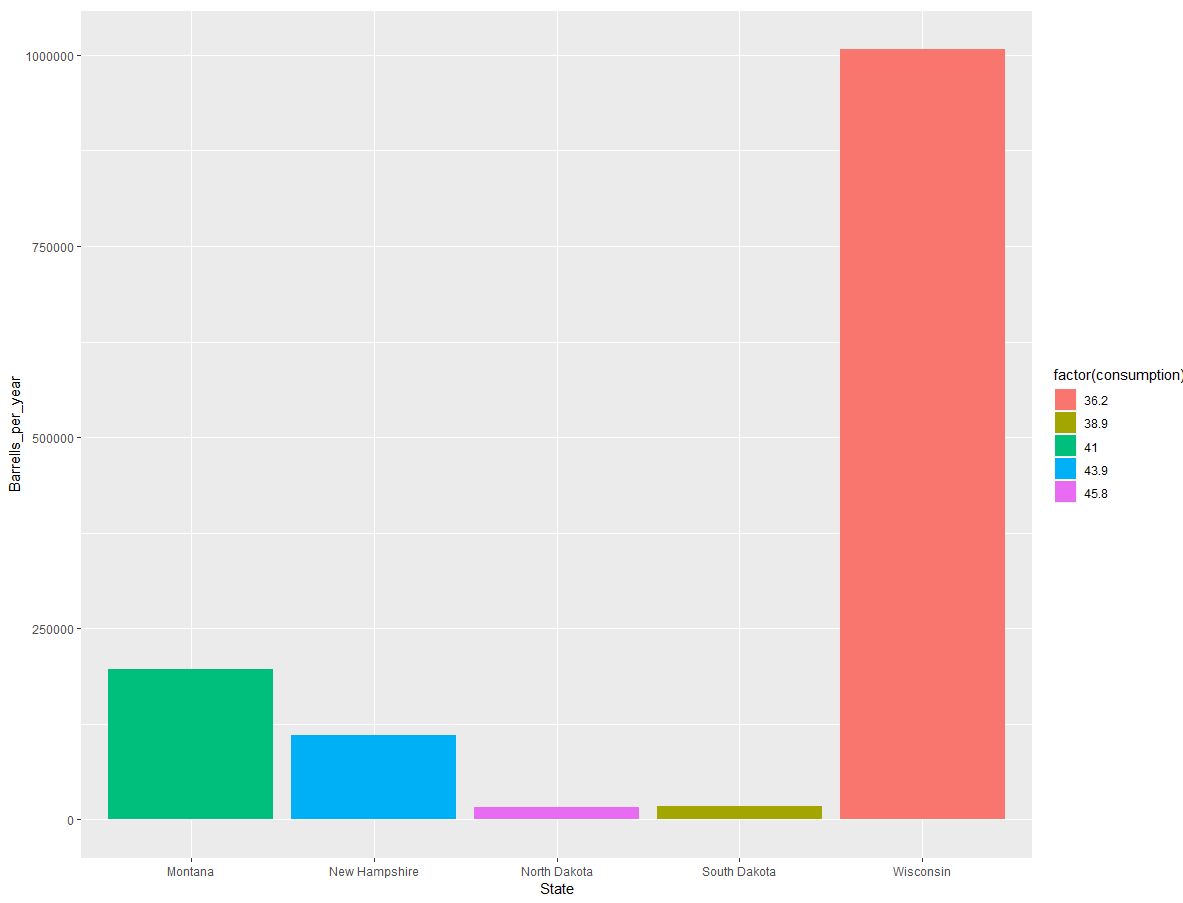 1000000
750000
500000
250000
0
Barrells_per_year
Montana
New Hampshire
North Dakota
South Dakota
Wisconsin
State
factor(consumption)
36.2
38.9
41
43.9
45.8